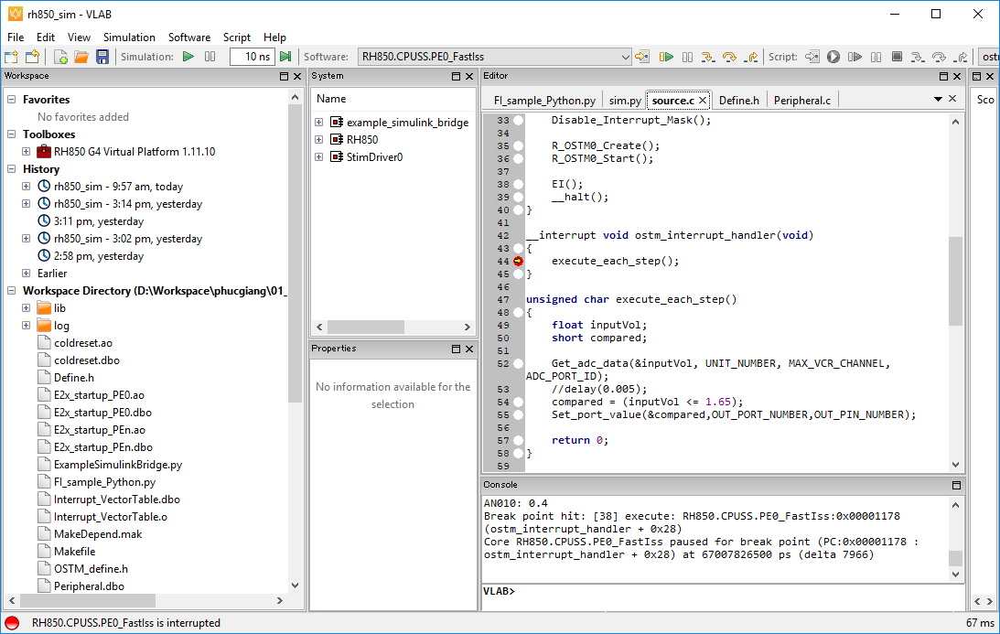 rh850_sim - VLAB
File Edit View Simulation Software Script Help
Simulation: 10 ns Software: RH850.CPUSS.PE0_FastIss Script: ost
Workspace
Favorites
No favorites added
Toolboxes
RH850 G4 Virtual Platform 1.11.10
History
rh850_sim - 9:57 am, today
rh850_sim - 3:14 pm, yesterday
3:11 pm, yesterday
rh850_sim - 3:02 pm, yesterday
2:58 pm, yesterday
Earlier
Workspace Directory (D:\Workspace\phucgiang\01_
lib
log
coldreset.ao
coldreset.dbo
Define.h
E2x_startup_PE0.ao
E2x_startup_PE0.dbo
E2x_startup_PEn.ao
E2x_startup_PEn.dbo
ExampleSimulinkBridge.py
FI_sample_Python.py
Interrupt_VectorTable.dbo
Interrupt_VectorTable.o
MakeDepend.mak
Makefile
OSTM_define.h
Peripheral.dbo
System
Name
example_simulink_bridge
RH850
StimDriver0
Properties
No information available for the
selection
Editor
FI_sample_Python.py sim.py source.c Define.h Peripheral.c
33 Disable_Interrupt_Mask();
34
35 R_OSTM0_Create();
36 R_OSTM0_Start();
37
38 EI();
39 __halt();
40 }
41
42 __interrupt void ostm_interrupt_handler(void)
43 {
44 execute_each_step();
45 }
46
47 unsigned char execute_each_step()
48 {
49 float inputVol;
50 short compared;
51
52 Get_adc_data(&inputVol, UNIT_NUMBER, MAX_VCR_CHANNEL,
ADC_PORT_ID);
53 //delay(0.005);
54 compared = (inputVol <= 1.65);
55 Set_port_value(&compared,OUT_PORT_NUMBER,OUT_PIN_NUMBER);
56
57 return 0;
58 }
59
Sco
Console
AN010: 0.4
Break point hit: [38] execute: RH850.CPUSS.PE0_FastIss:0x00001178
(ostm_interrupt_handler + 0x28)
Core RH850.CPUSS.PE0_FastIss paused for break point (PC:0x00001178 :
ostm_interrupt_handler + 0x28) at 67007826500 ps (delta 7966)
VLAB>
RH850.CPUSS.PE0_FastIss is interrupted
67 ms